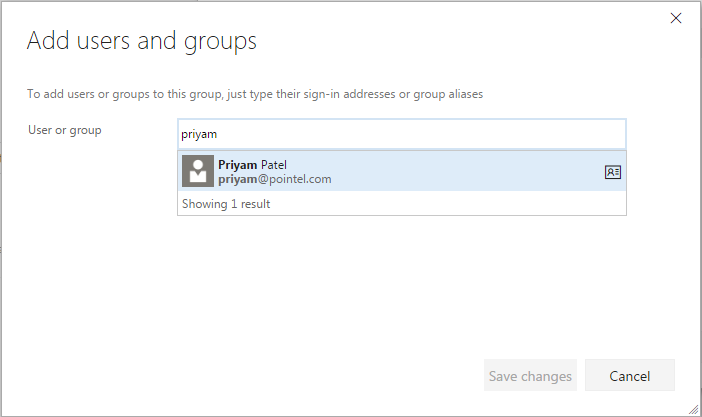 Add users and groups
To add users or groups to this group, just type their sign-in addresses or group aliases
User or group
priyam
Priyam Patel
priyam@pointel.com
Showing 1 result
Save changes
Cancel